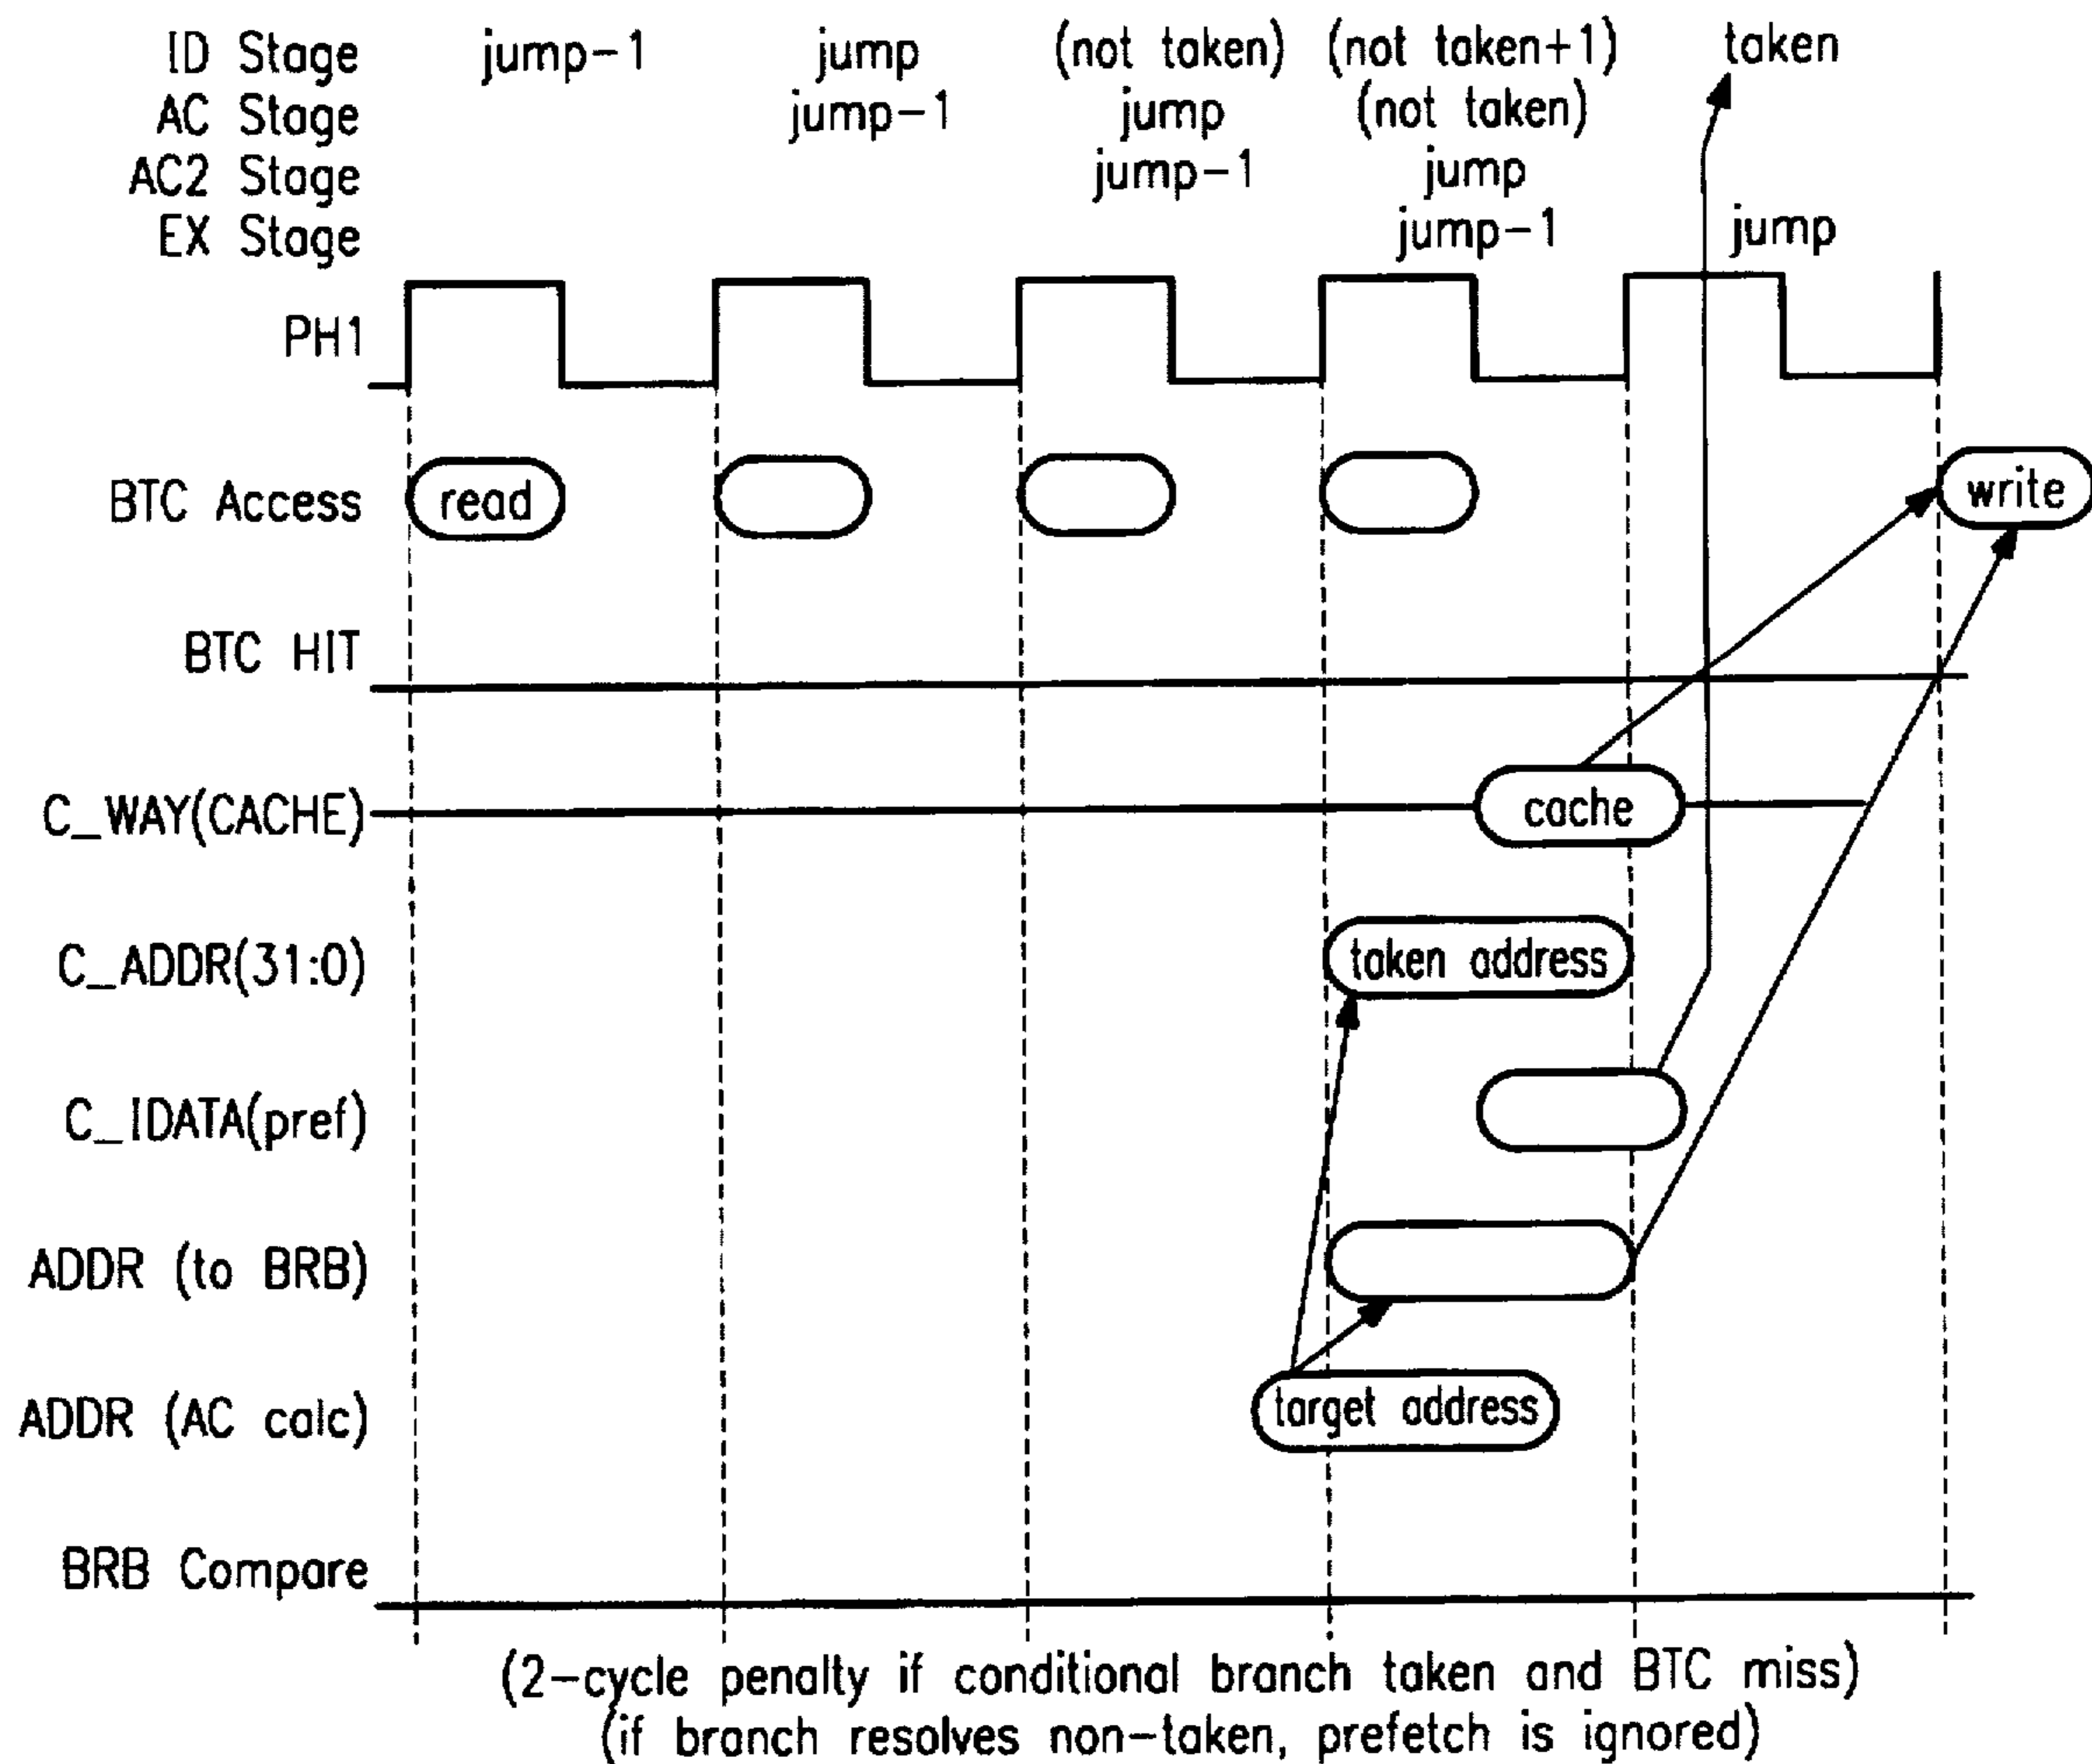 ID Stage jump-1 jump (not taken) (not taken+1) taken
AC Stage jump-1 jump (not taken)
AC2 Stage jump-1 jump
EX Stage jump-1 jump
PH1
BTC Access read write
BTC HIT
C_WAY(CACHE) cache
C_ADDR(31:0) taken address
C_IDATA(pref)
ADDR (to BRB)
ADDR (AC calc) target address
BRB Compare
(2-cycle penalty if conditional branch taken and BTC miss)
(if branch resolves non-taken, prefetch is ignored)